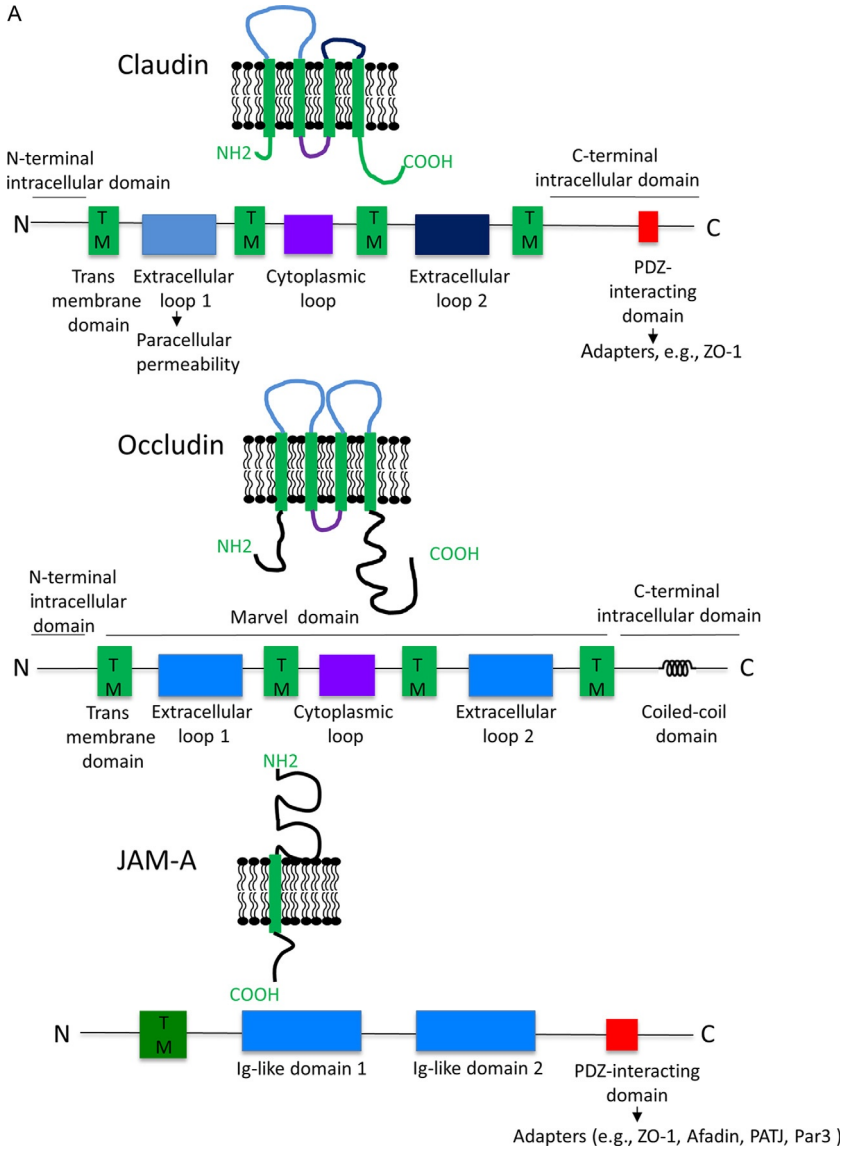 A
Claudin
NH2
COOH
N-terminal
intracellular domain
C-terminal
intracellular domain
N
T
M
T
M
T
M
T
M
C
Trans
membrane
domain
Extracellular
loop 1
Cytoplasmic
loop
Extracellular
loop 2
PDZ-
interacting
domain
Paracellular
permeability
Adapters, e.g., ZO-1
Occludin
NH2
COOH
N-terminal
intracellular
domain
Marvel domain
C-terminal
intracellular domain
N
T
M
T
M
T
M
T
M
C
Trans
membrane
domain
Extracellular
loop 1
Cytoplasmic
loop
Extracellular
loop 2
Coiled-coil
domain
NH2
JAM-A
COOH
N
T
M
C
Ig-like domain 1
Ig-like domain 2
PDZ-interacting
domain
Adapters (e.g., ZO-1, Afadin, PATJ, Par3 )